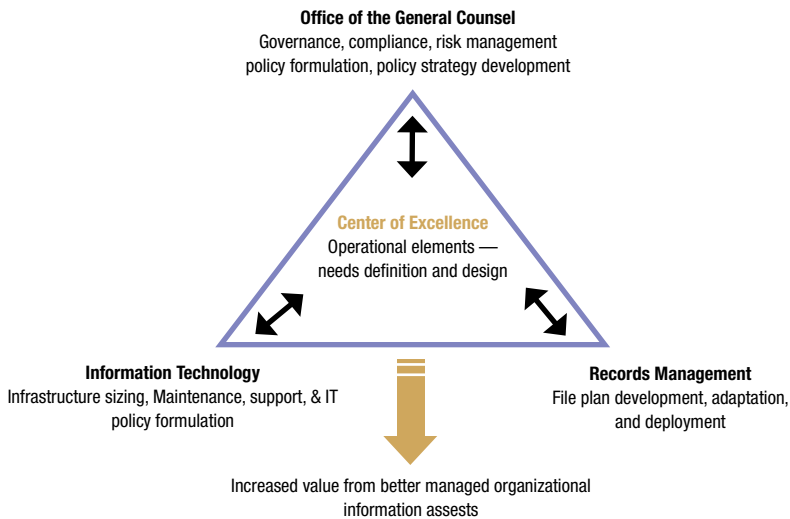 Office of the General Counsel
Governance, compliance, risk management
policy formulation, policy strategy development
Center of Excellence
Operational elements —
needs definition and design
Information Technology
Infrastructure sizing, Maintenance, support, & IT
policy formulation
Records Management
File plan development, adaptation,
and deployment
Increased value from better managed organizational
information assests